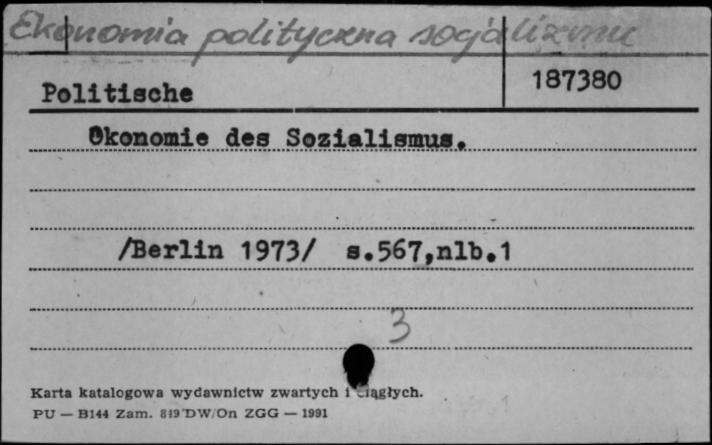 Ekonomia polityczna socjalizmu
187380
Politische
Ökonomie des Sozialismus.
/Berlin 1973/ s.567,nlb.1
3
Karta katalogowa wydawnictw zwartych i ciągłych.
PU — B144 Zam. 819 DW/On ZGG — 1991